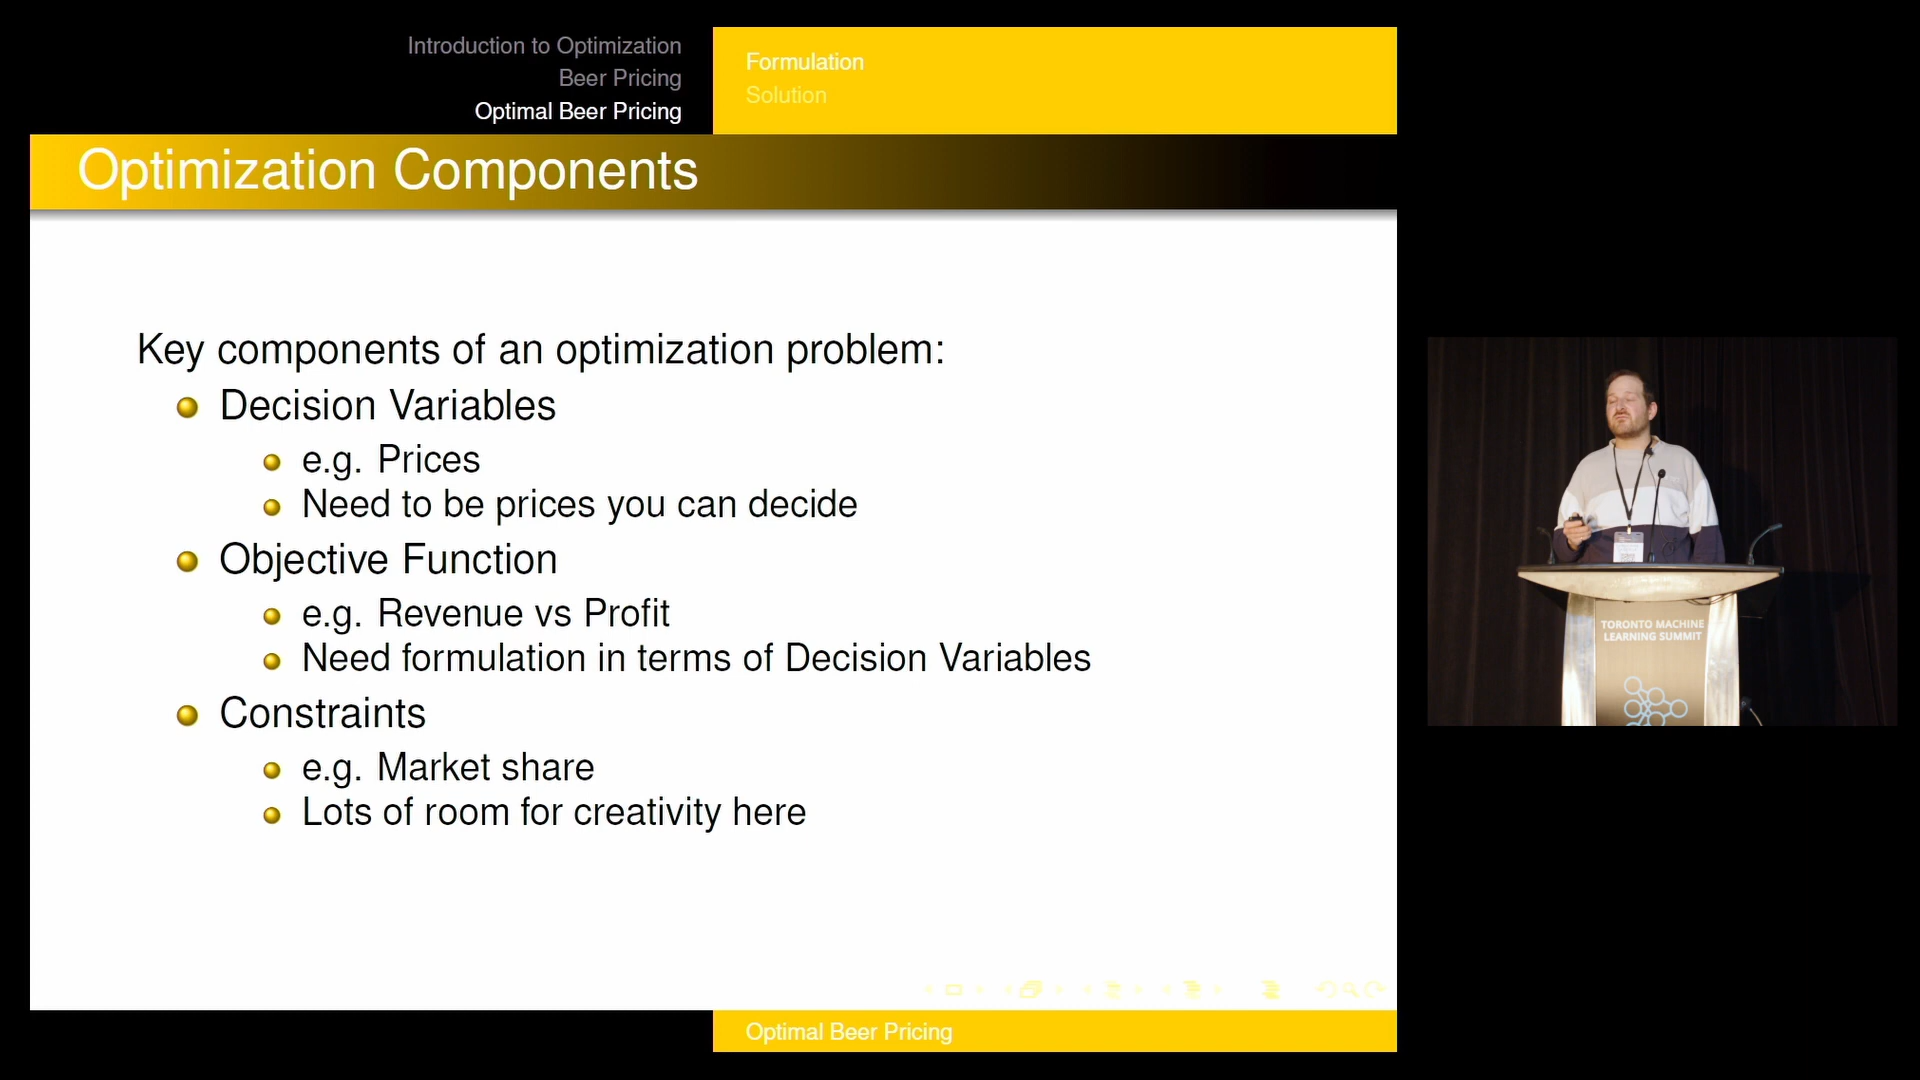 Introduction to Optimization
Beer Pricing
Optimal Beer Pricing
Formulation
Solution
Optimization Components
Key components of an optimization problem:
Decision Variables
e.g. Prices
Need to be prices you can decide
Objective Function
e.g. Revenue vs Profit
Need formulation in terms of Decision Variables
Constraints
e.g. Market share
Lots of room for creativity here
Optimal Beer Pricing
TORONTO MACHINE
LEARNING SUMMIT